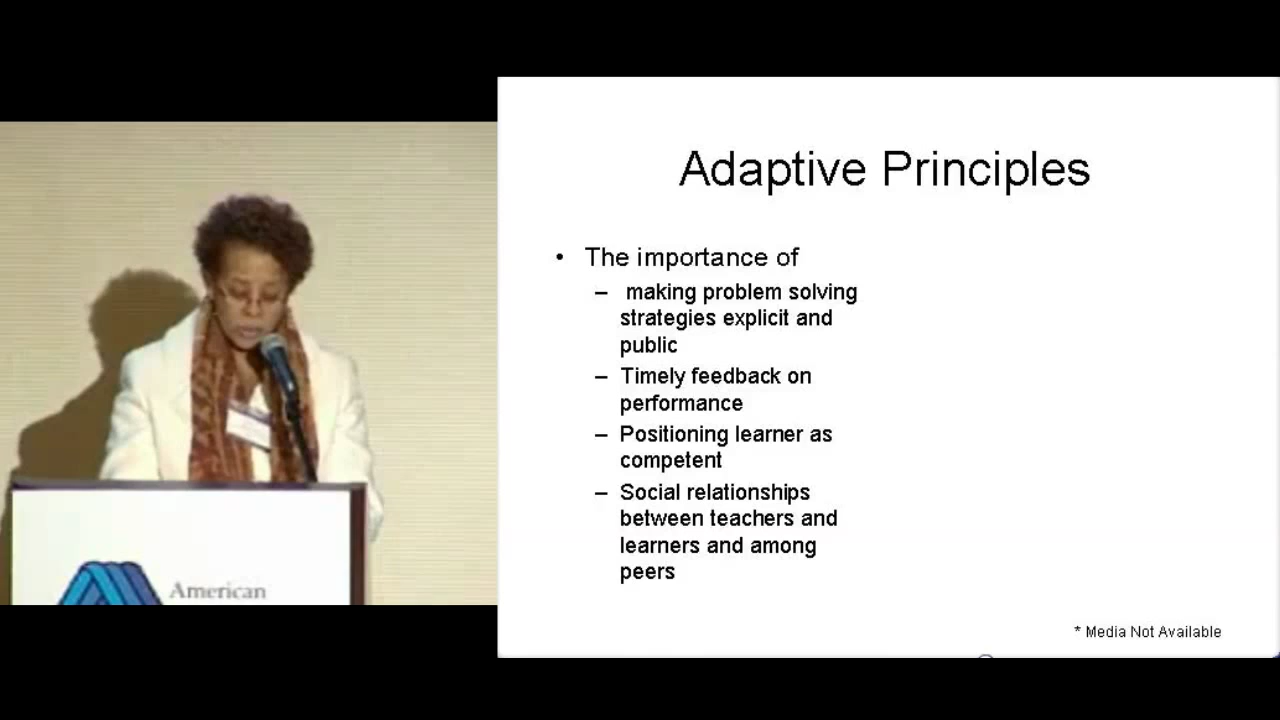 Adaptive Principles
• The importance of
– making problem solving
strategies explicit and
public
– Timely feedback on
performance
– Positioning learner as
competent
– Social relationships
between teachers and
learners and among
peers
* Media Not Available
American